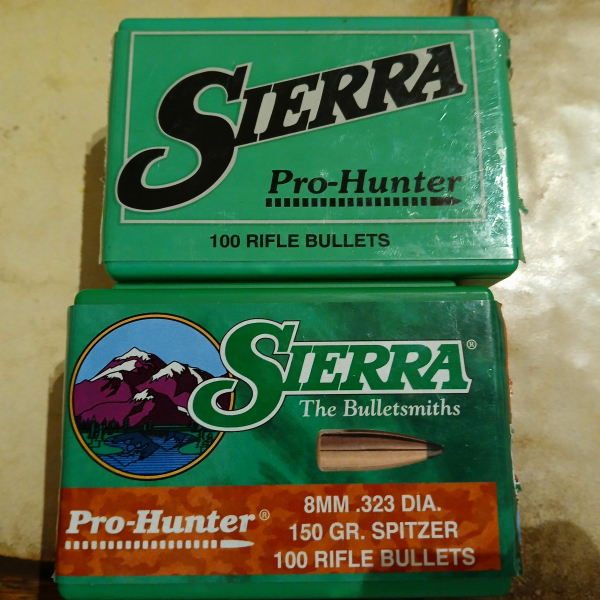 SIERRA
Pro-Hunter
100 RIFLE BULLETS
SIERRA®
The Bulletsmiths
Pro-Hunter®
8MM .323 DIA.
150 GR. SPITZER
100 RIFLE BULLETS